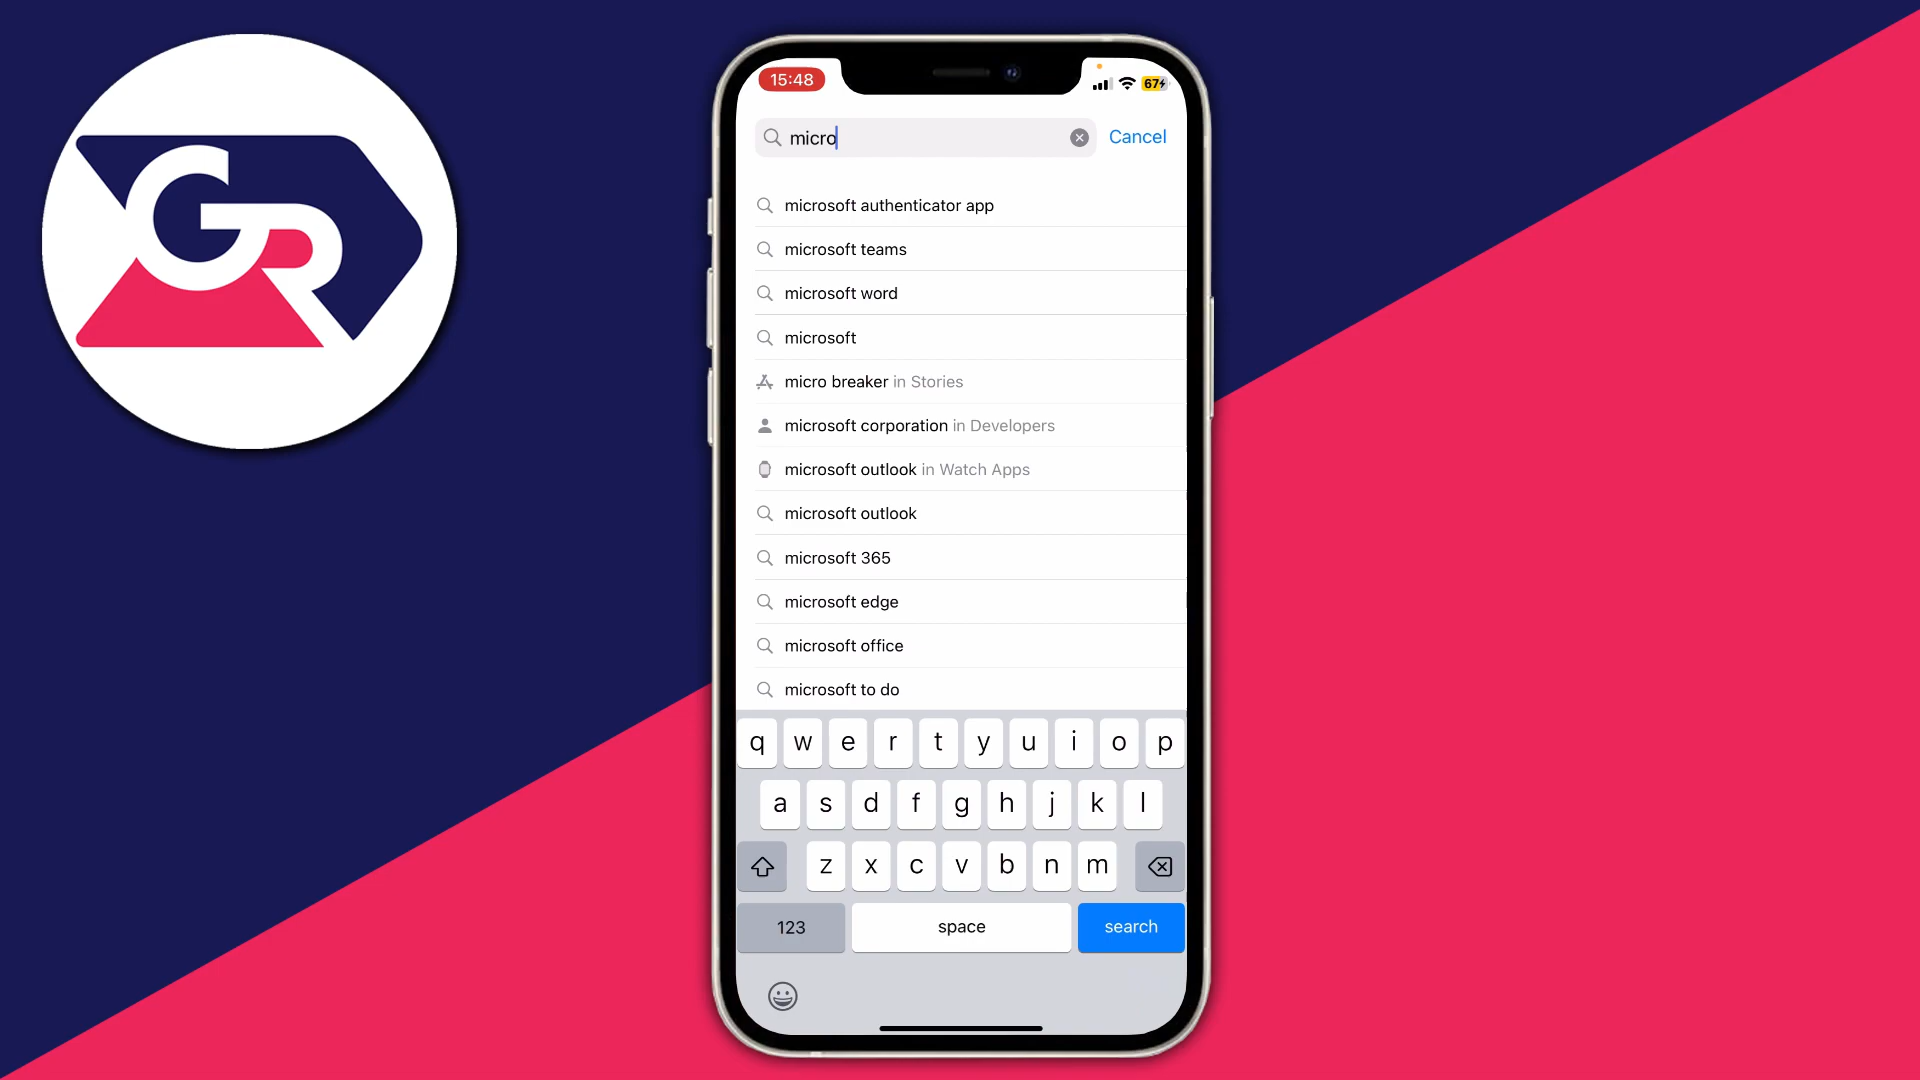 GR
15:48
67
micro
Cancel
microsoft authenticator app
microsoft teams
microsoft word
microsoft
micro breaker in Stories
microsoft corporation in Developers
microsoft outlook in Watch Apps
microsoft outlook
microsoft 365
microsoft edge
microsoft office
microsoft to do
q w e r t y u i o p
a s d f g h j k l
z x c v b n m
123 space search